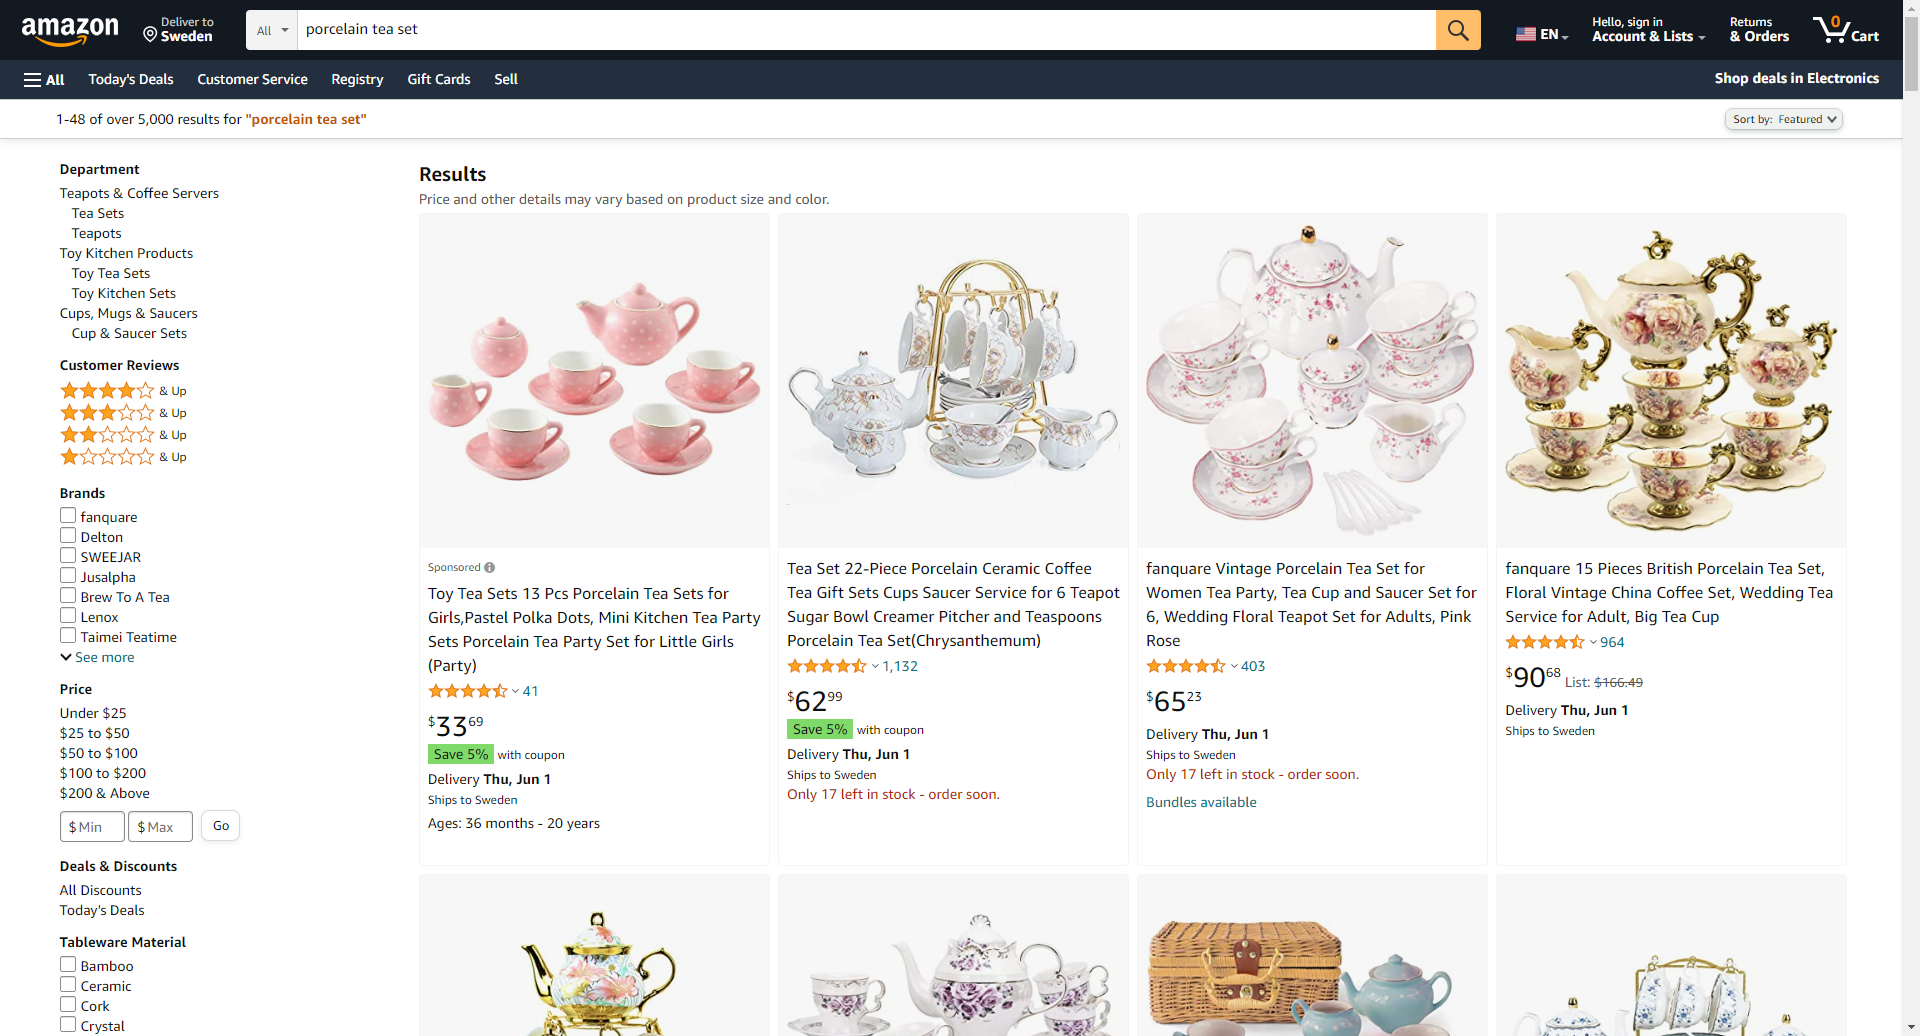 amazon
Deliver to
Sweden
All
porcelain tea set
EN
Hello, sign in
Account & Lists
Returns
& Orders
0
Cart
All
Today's Deals
Customer Service
Registry
Gift Cards
Sell
Shop deals in Electronics
1-48 of over 5,000 results for "porcelain tea set"
Sort by: Featured
Department
Teapots & Coffee Servers
Tea Sets
Teapots
Toy Kitchen Products
Toy Tea Sets
Toy Kitchen Sets
Cups, Mugs & Saucers
Cup & Saucer Sets
Customer Reviews
& Up
& Up
& Up
& Up
Brands
fanquare
Delton
SWEEJAR
Jusalpha
Brew To A Tea
Lenox
Taimei Teatime
See more
Price
Under $25
$25 to $50
$50 to $100
$100 to $200
$200 & Above
$ Min
$ Max
Go
Deals & Discounts
All Discounts
Today's Deals
Tableware Material
Bamboo
Ceramic
Cork
Crystal
Results
Price and other details may vary based on product size and color.
Sponsored
Toy Tea Sets 13 Pcs Porcelain Tea Sets for
Girls,Pastel Polka Dots, Mini Kitchen Tea Party
Sets Porcelain Tea Party Set for Little Girls
(Party)
41
$33 69
Save 5% with coupon
Delivery Thu, Jun 1
Ships to Sweden
Ages: 36 months - 20 years
Tea Set 22-Piece Porcelain Ceramic Coffee
Tea Gift Sets Cups Saucer Service for 6 Teapot
Sugar Bowl Creamer Pitcher and Teaspoons
Porcelain Tea Set(Chrysanthemum)
1,132
$62 99
Save 5% with coupon
Delivery Thu, Jun 1
Ships to Sweden
Only 17 left in stock - order soon.
fanquare Vintage Porcelain Tea Set for
Women Tea Party, Tea Cup and Saucer Set for
6, Wedding Floral Teapot Set for Adults, Pink
Rose
403
$65 23
Delivery Thu, Jun 1
Ships to Sweden
Only 17 left in stock - order soon.
Bundles available
fanquare 15 Pieces British Porcelain Tea Set,
Floral Vintage China Coffee Set, Wedding Tea
Service for Adult, Big Tea Cup
964
$90 68 List: $166.49
Delivery Thu, Jun 1
Ships to Sweden